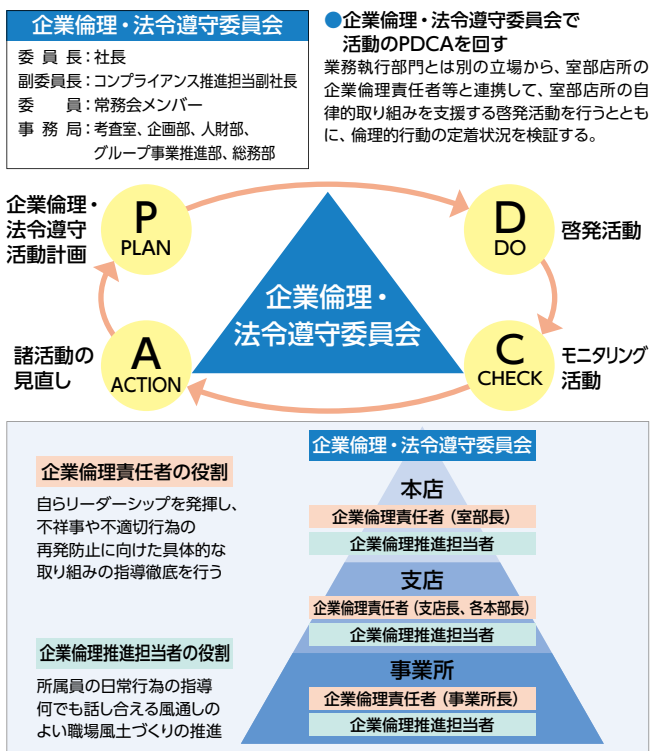 企業倫理・法令遵守委員会
委員長：社長
副委員長：コンプライアンス推進担当副社長
委員：常務会メンバー
事務局：考査室、企画部、人財部、
グループ事業推進部、総務部
●企業倫理・法令遵守委員会で
活動のPDCAを回す
業務執行部門とは別の立場から、室部店所の
企業倫理責任者等と連携して、室部店所の自
律的取り組みを支援する啓発活動を行うととも
に、倫理的行動の定着状況を検証する。
企業倫理・
法令遵守
活動計画
P
PLAN
D
DO
啓発活動
企業倫理・
法令遵守委員会
諸活動の
見直し
A
ACTION
C
CHECK
モニタリング
活動
企業倫理・法令遵守委員会
企業倫理責任者の役割
自らリーダーシップを発揮し、
不祥事や不適切行為の
再発防止に向けた具体的な
取り組みの指導徹底を行う
本店
企業倫理責任者（室部長）
企業倫理推進担当者
支店
企業倫理責任者（支店長、各本部長）
企業倫理推進担当者
企業倫理推進担当者の役割
所属員の日常行為の指導
何でも話し合える風通しの
よい職場風土づくりの推進
事業所
企業倫理責任者（事業所長）
企業倫理推進担当者